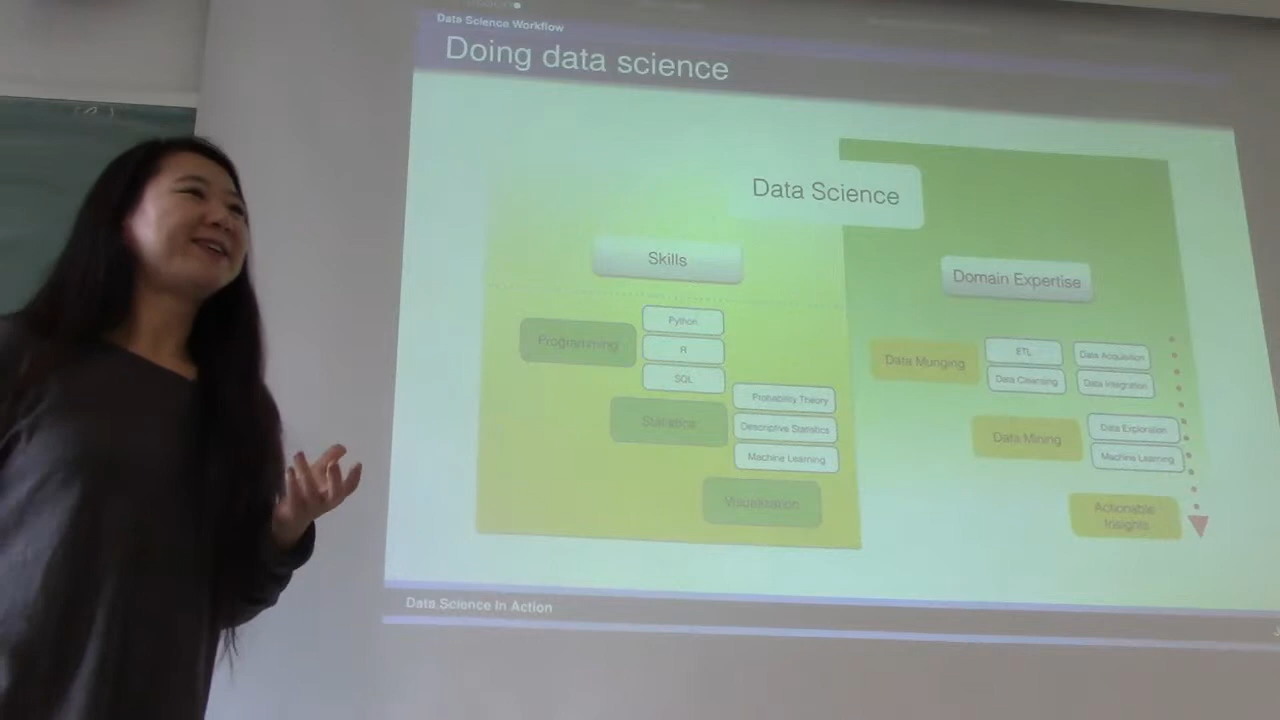 Data Science Workflow
Doing data science
Data Science
Skills
Domain Expertise
Programming
Python
R
SQL
Statistics
Probability Theory
Descriptive Statistics
Machine Learning
Visualisation
Data Munging
ETL
Data Acquisition
Data Cleansing
Data Integration
Data Mining
Data Exploration
Machine Learning
Actionable
Insights
Data Science In Action